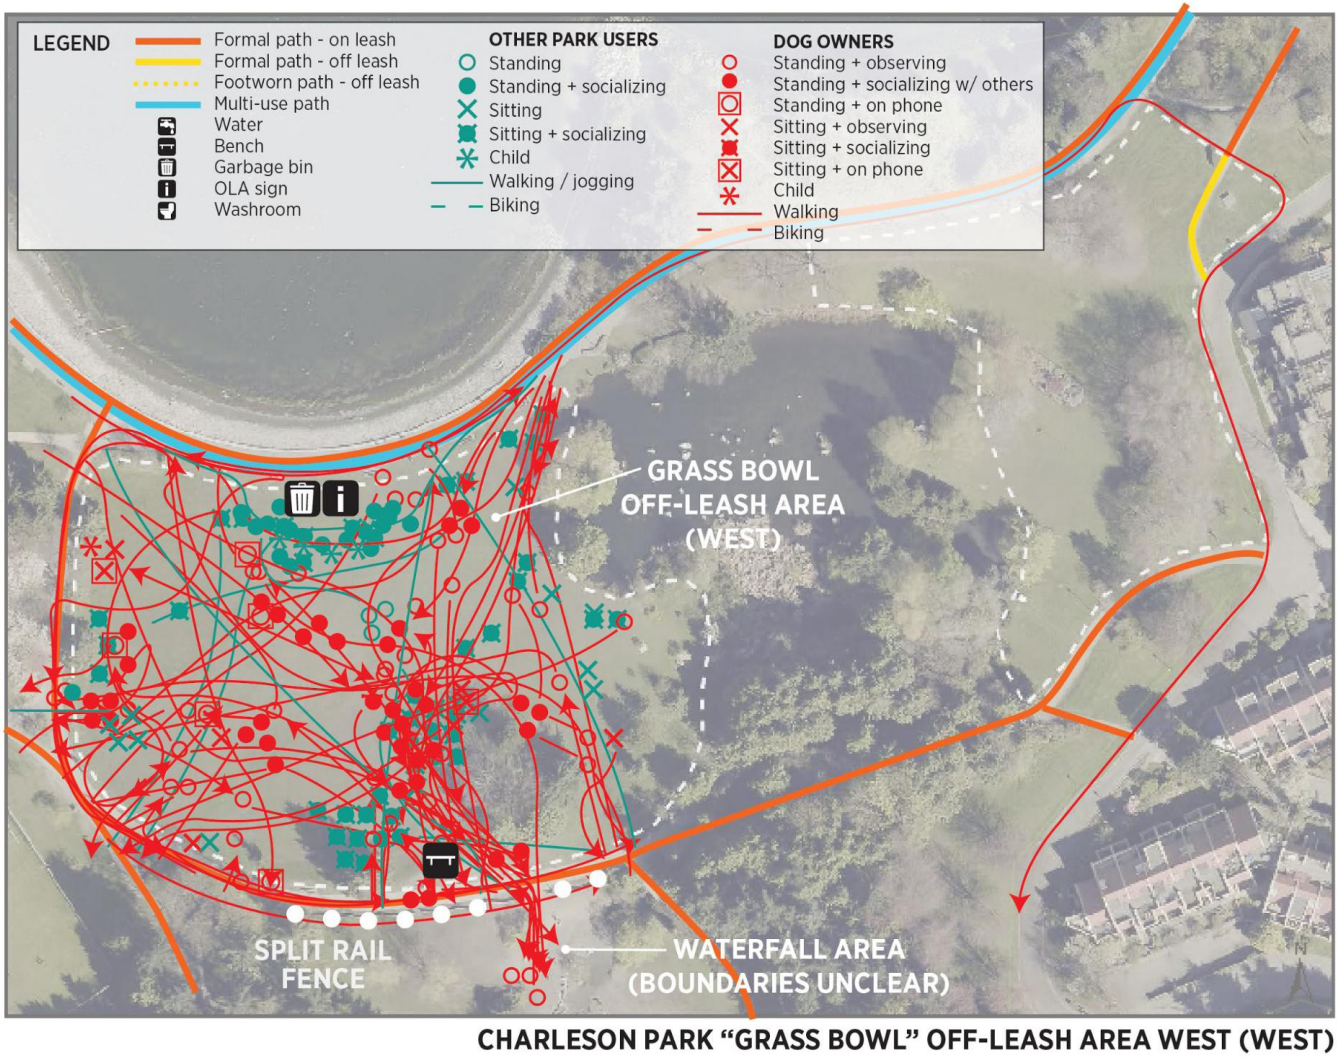 LEGEND
Formal path - on leash
Formal path - off leash
Footworn path - off leash
Multi-use path
Water
Bench
Garbage bin
OLA sign
Washroom
OTHER PARK USERS
Standing
Standing + socializing
Sitting
Sitting + socializing
Child
Walking / jogging
Biking
DOG OWNERS
Standing + observing
Standing + socializing w/ others
Standing + on phone
Sitting + observing
Sitting + socializing
Sitting + on phone
Child
Walking
Biking
GRASS BOWL
OFF-LEASH AREA
(WEST)
SPLIT RAIL
FENCE
WATERFALL AREA
(BOUNDARIES UNCLEAR)
N
CHARLESON PARK “GRASS BOWL” OFF-LEASH AREA WEST (WEST)